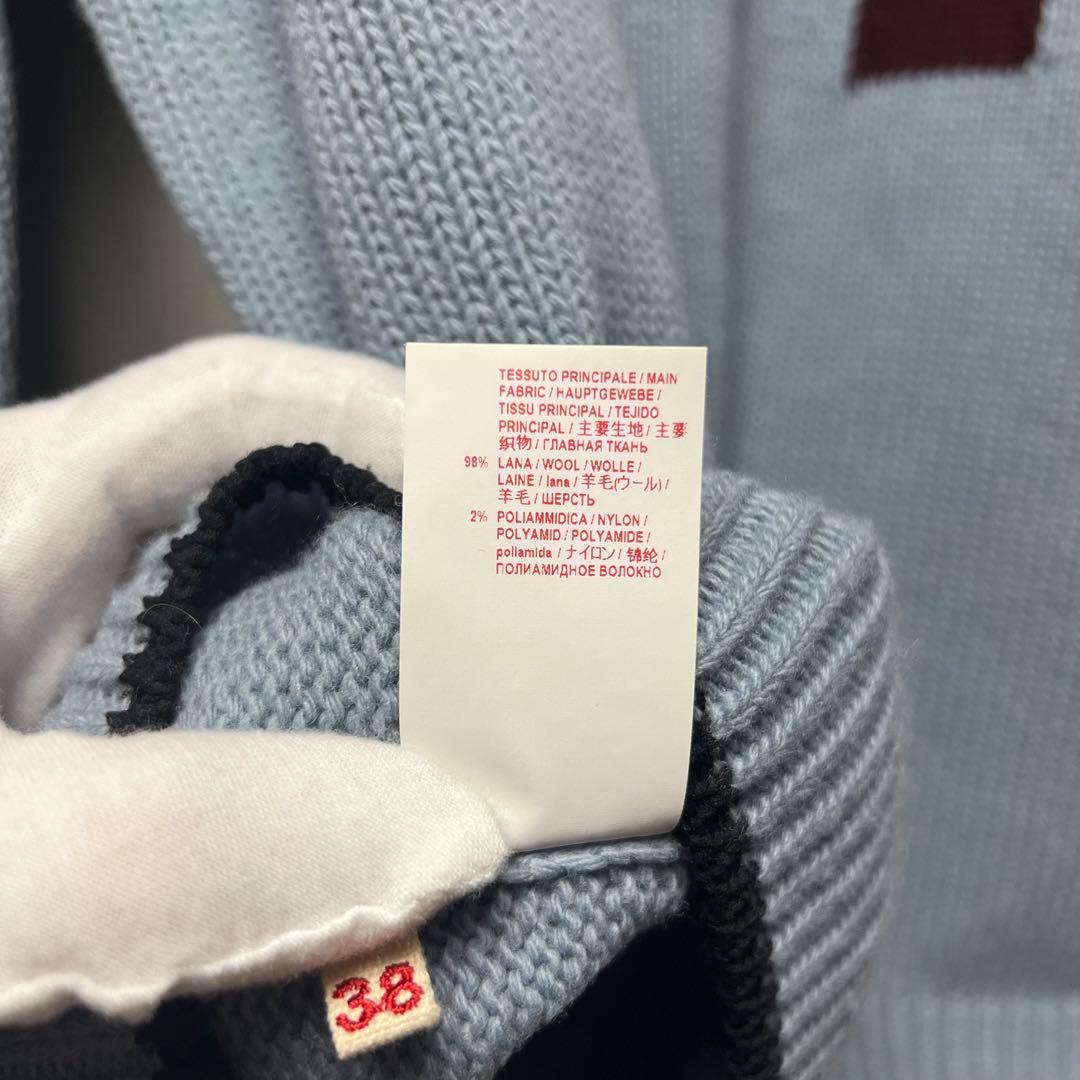 TESSUTO PRINCIPALE / MAIN
FABRIC / HAUPTGEWEBE /
TISSU PRINCIPAL / TEJIDO
PRINCIPAL / 主要生地 / 主要
织物 / ГЛАВНАЯ ТКАНЬ
98% LANA / WOOL / WOLLE /
LAINE / lana / 羊毛(ウール) /
羊毛 / ШЕРСТЬ
2% POLIAMMIDICA / NYLON /
POLYAMID / POLYAMIDE /
poliamida / ナイロン / 锦纶 /
ПОЛИАМИДНОЕ ВОЛОКНО
38